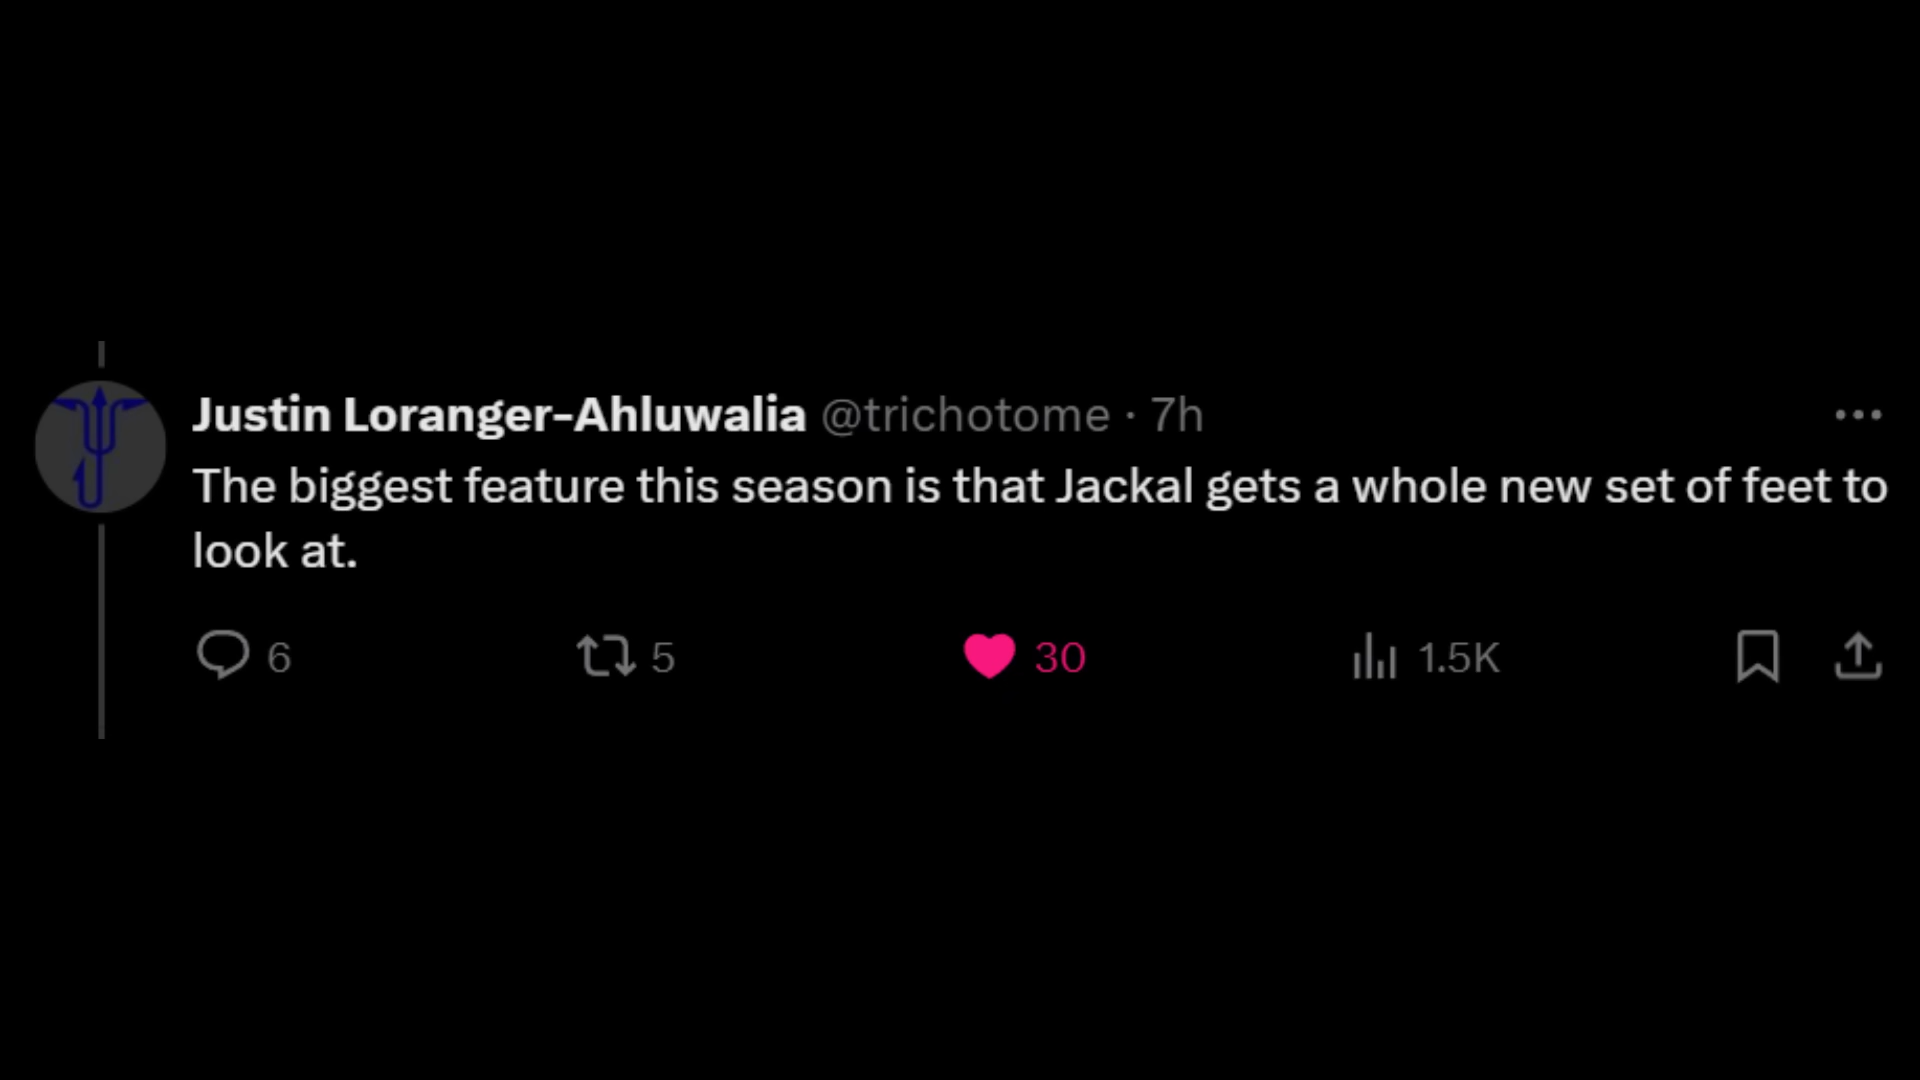 Justin Loranger-Ahluwalia @trichotome · 7h
The biggest feature this season is that Jackal gets a whole new set of feet to
look at.
6 5 30 1.5K